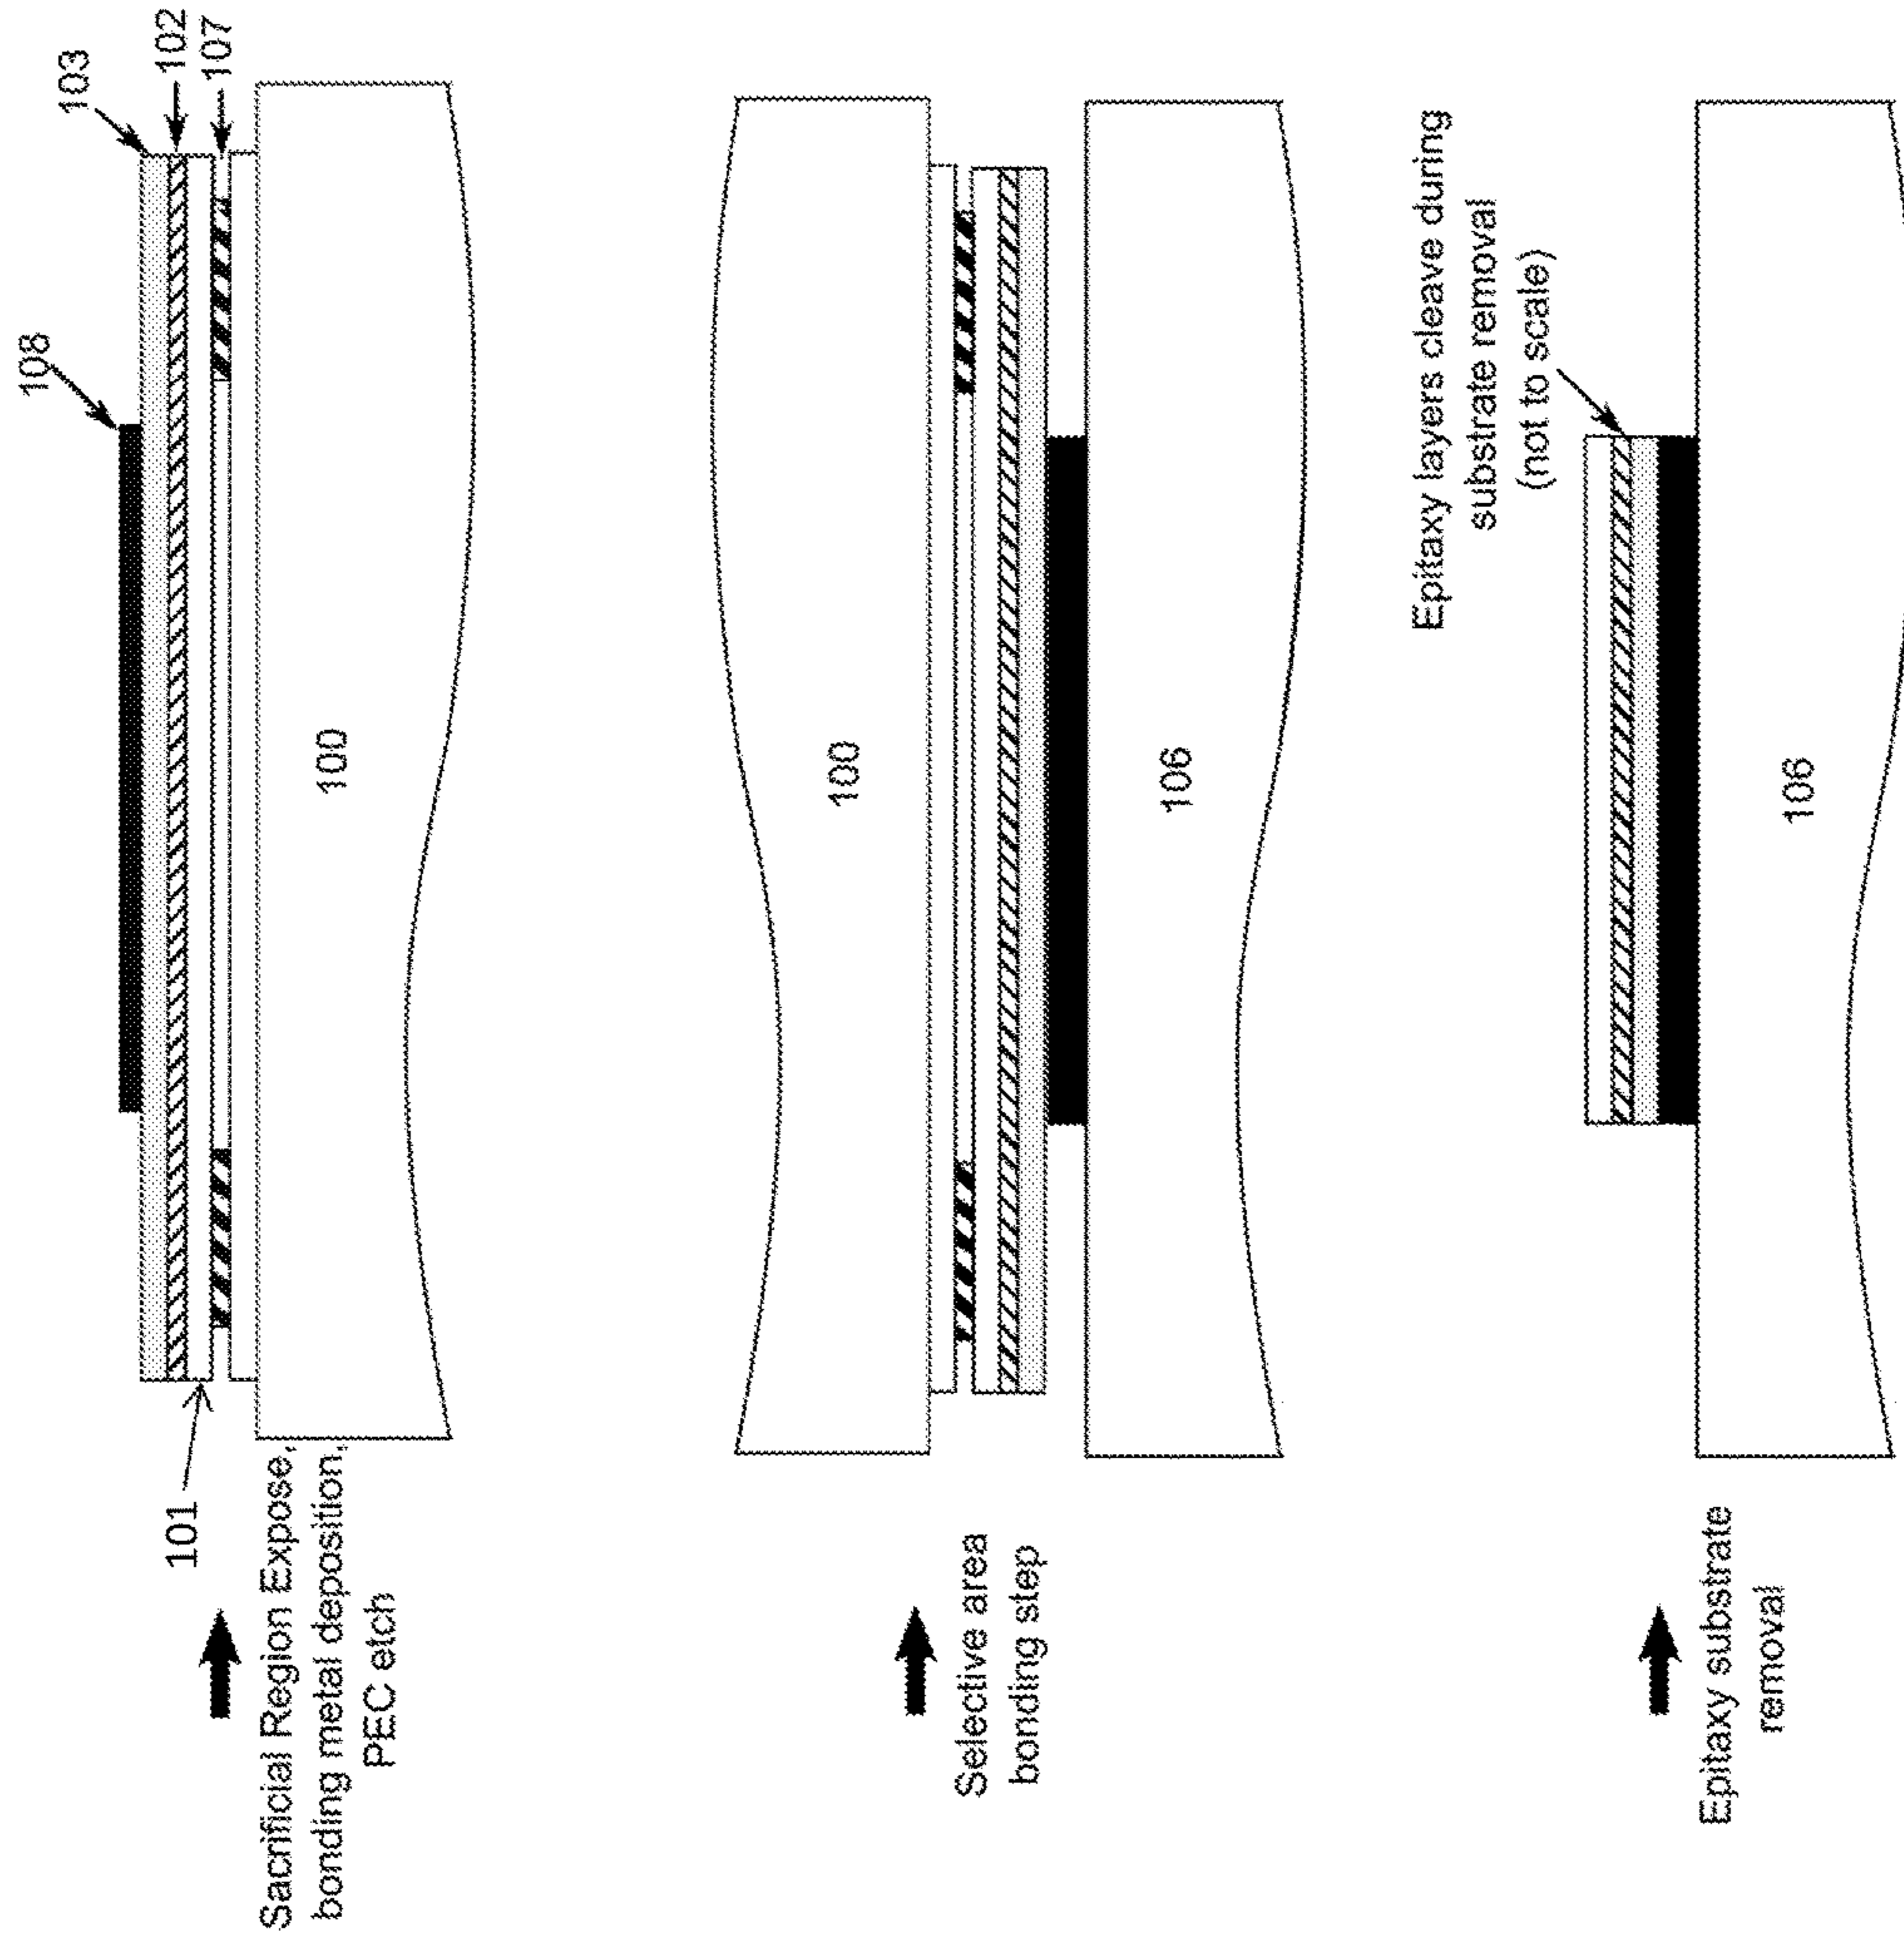 108
103
102
107
101
100
Sacrificial Region Expose,
bonding metal deposition,
PEC etch
100
106
Selective area
bonding step
Epitaxy layers cleave during
substrate removal
(not to scale)
106
Epitaxy substrate
removal